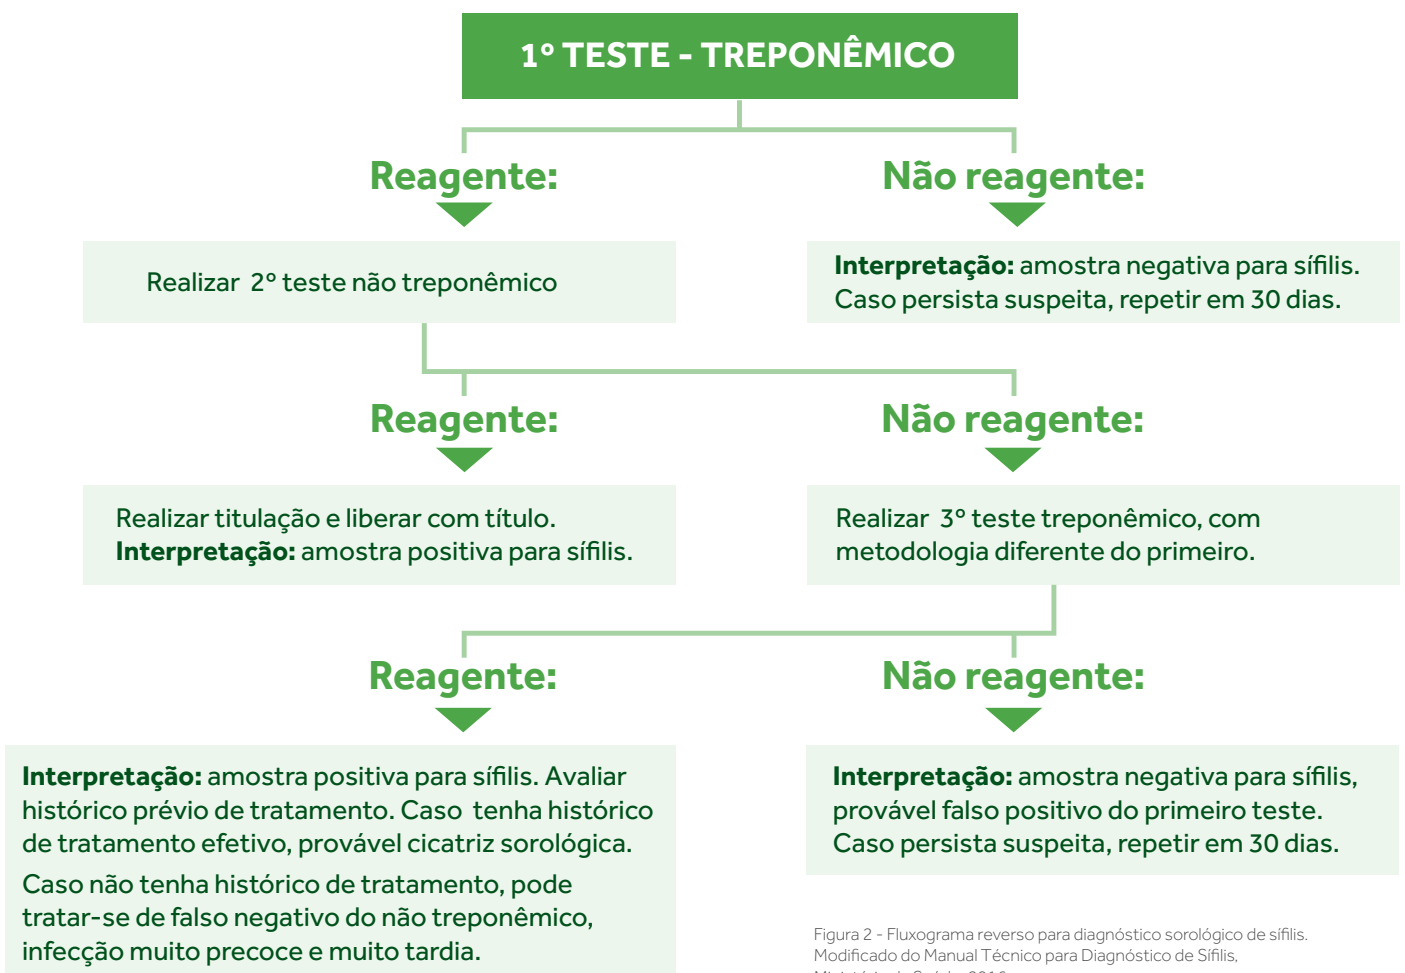 1º TESTE - TREPONÊMICO
Reagente:
Não reagente:
Realizar 2º teste não treponêmico
Interpretação: amostra negativa para sífilis.
Caso persista suspeita, repetir em 30 dias.
Reagente:
Não reagente:
Realizar titulação e liberar com título.
Interpretação: amostra positiva para sífilis.
Realizar 3º teste treponêmico, com
metodologia diferente do primeiro.
Reagente:
Não reagente:
Interpretação: amostra positiva para sífilis. Avaliar
histórico prévio de tratamento. Caso tenha histórico
de tratamento efetivo, provável cicatriz sorológica.
Caso não tenha histórico de tratamento, pode
tratar-se de falso negativo do não treponêmico,
infecção muito precoce e muito tardia.
Interpretação: amostra negativa para sífilis,
provável falso positivo do primeiro teste.
Caso persista suspeita, repetir em 30 dias.
Figura 2 - Fluxograma reverso para diagnóstico sorológico de sífilis.
Modificado do Manual Técnico para Diagnóstico de Sífilis,